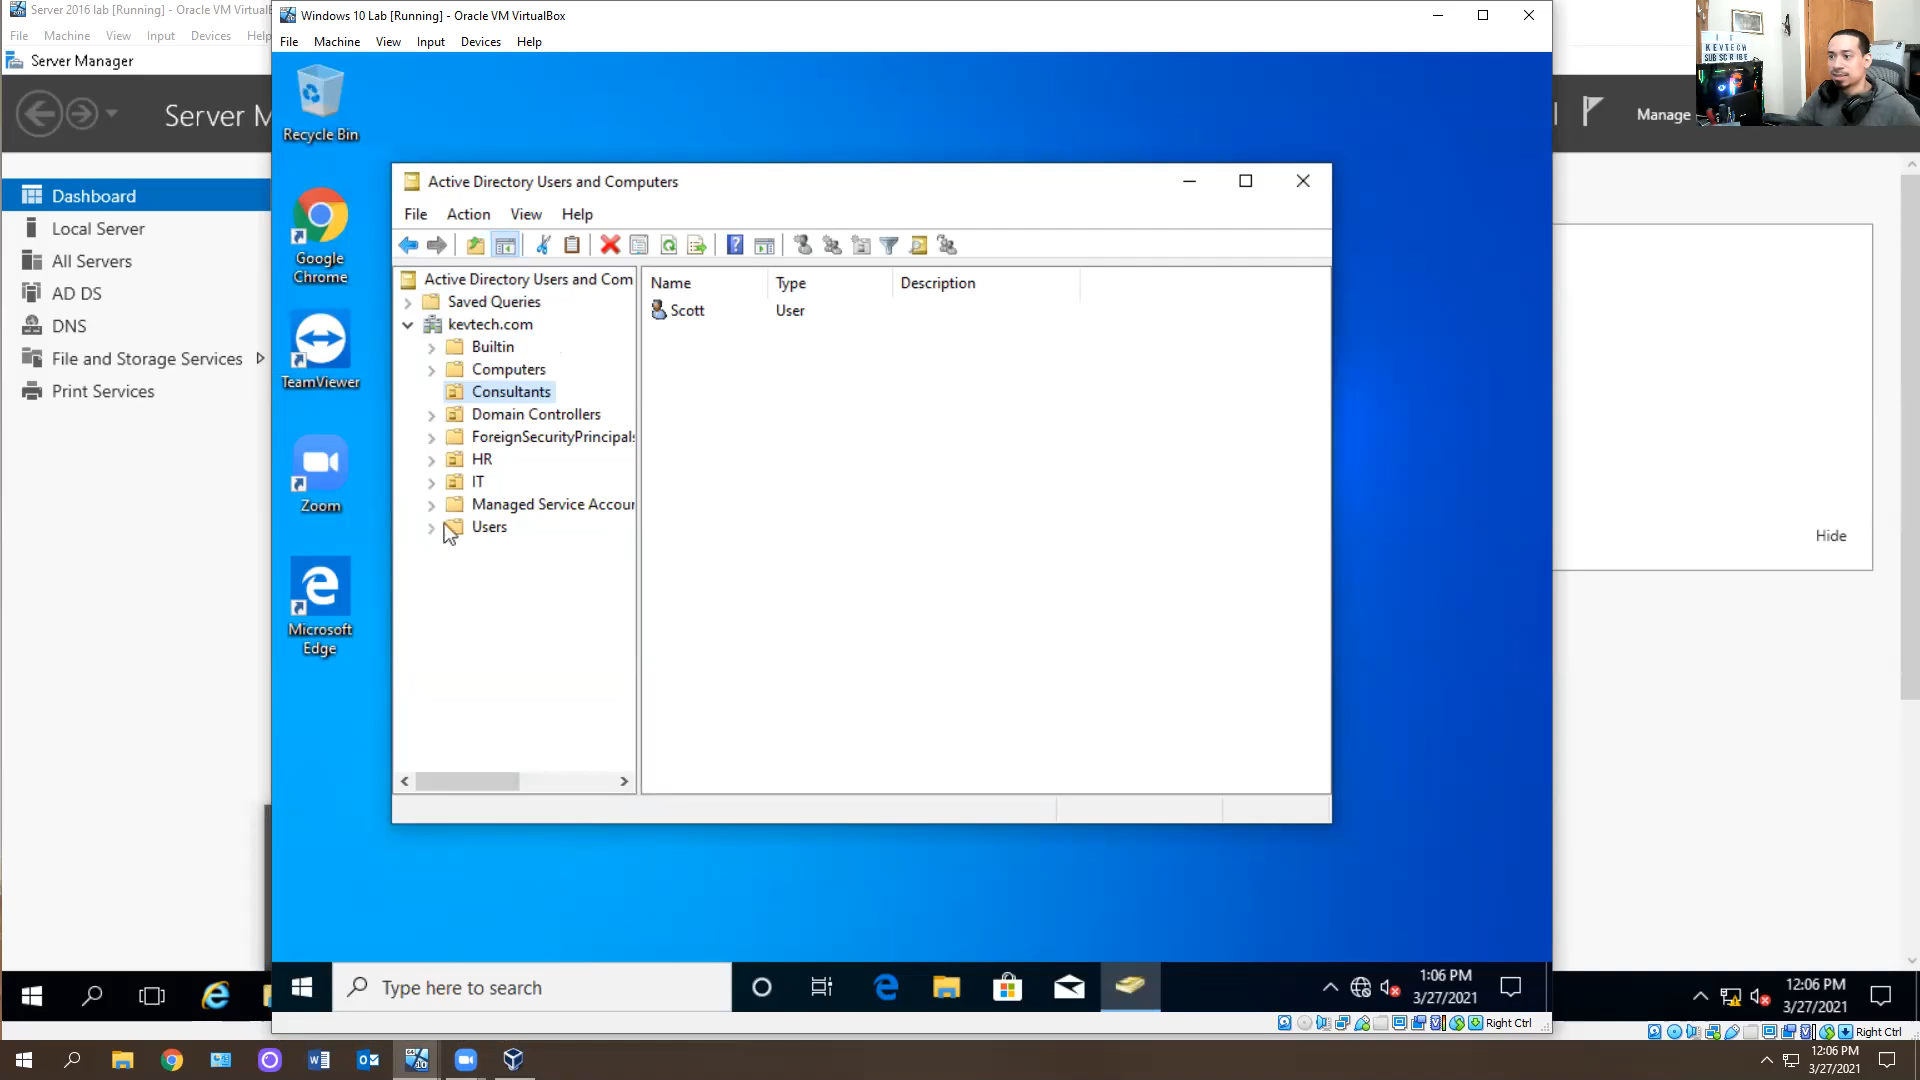 Server 2016 lab [Running] - Oracle VM VirtualB
File Machine View Input Devices Help
Server Manager
Server M
Manage
Dashboard
Local Server
All Servers
AD DS
DNS
File and Storage Services
Print Services
Windows 10 Lab [Running] - Oracle VM VirtualBox
File Machine View Input Devices Help
Recycle Bin
Google
Chrome
TeamViewer
Zoom
Microsoft
Edge
Active Directory Users and Computers
File Action View Help
Active Directory Users and Com
Saved Queries
kevtech.com
Builtin
Computers
Consultants
Domain Controllers
ForeignSecurityPrincipals
HR
IT
Managed Service Accour
Users
Name Type Description
Scott User
Hide
I T
KEVTECH
SUBSCRIBE
Type here to search
1:06 PM
3/27/2021
Right Ctrl
12:06 PM
3/27/2021
Right Ctrl
12:06 PM
3/27/2021